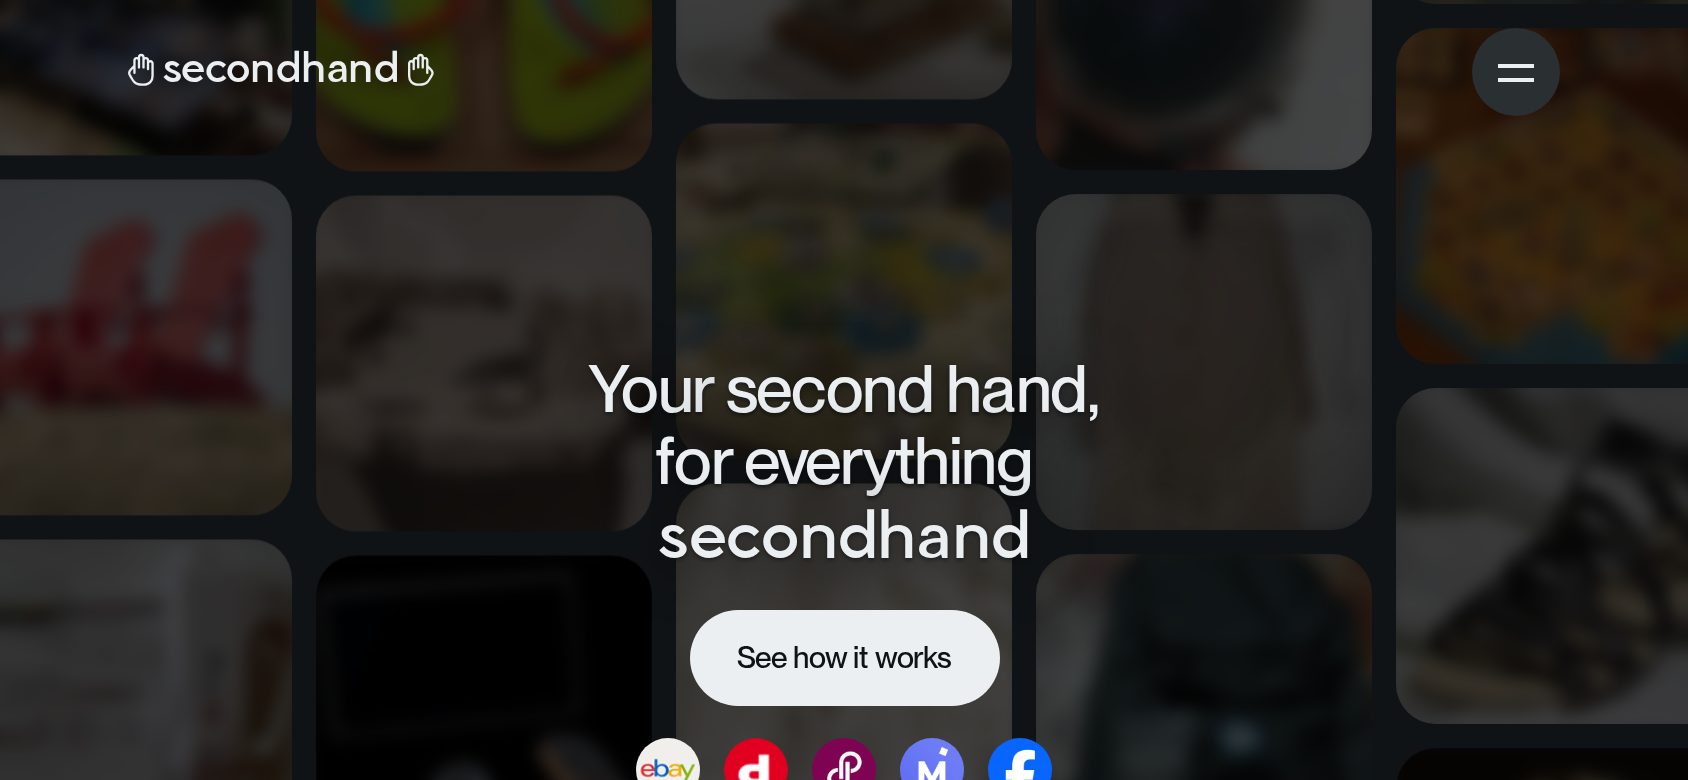 secondhand
Your second hand,
for everything
secondhand
See how it works
ebay